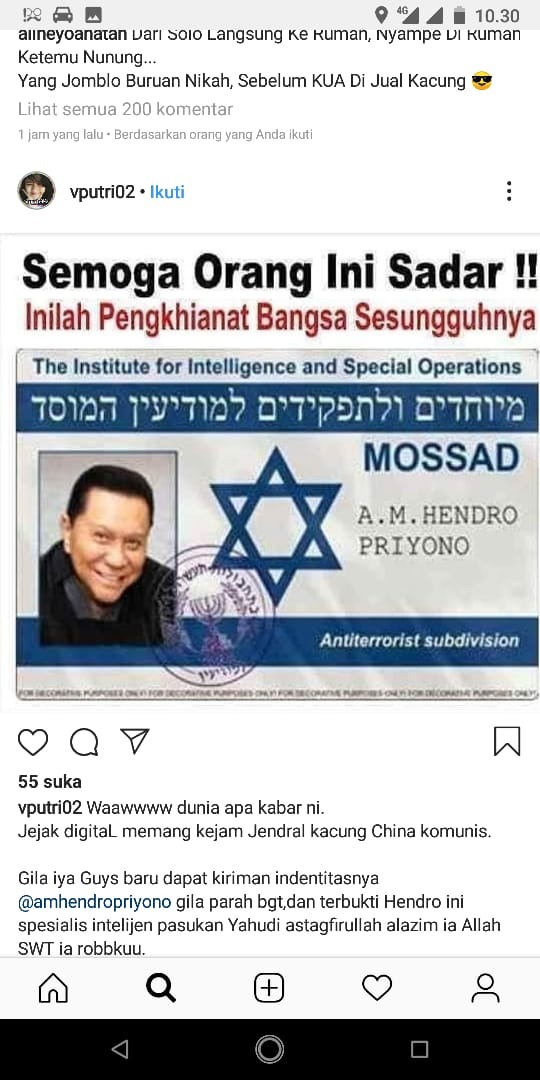 10.30
4G
alineyoanatan Dari Solo Langsung Ke Rumah, Nyampe Di Rumah
Ketemu Nunung...
Yang Jomblo Buruan Nikah, Sebelum KUA Di Jual Kacung 😎
Lihat semua 200 komentar
1 jam yang lalu • Berdasarkan orang yang Anda ikuti
vputri02 • Ikuti
Semoga Orang Ini Sadar !!
Inilah Pengkhianat Bangsa Sesungguhnya
The Institute for Intelligence and Special Operations
מיוחדים ולתפקידים למודיעין המוסד
MOSSAD
A.M.HENDRO
PRIYONO
Antiterrorist subdivision
FOR DECORATIVE PURPOSES ONLY! FOR DECORATIVE PURPOSES ONLY! FOR DECORATIVE PURPOSES ONLY! FOR DECORATIVE PURPOSES ONLY!
55 suka
vputri02 Waawwww dunia apa kabar ni.
Jejak digitaL memang kejam Jendral kacung China komunis.
Gila iya Guys baru dapat kiriman indentitasnya
@amhendropriyono gila parah bgt,dan terbukti Hendro ini
spesialis intelijen pasukan Yahudi astagfirullah alazim ia Allah
SWT ia robbkuu.